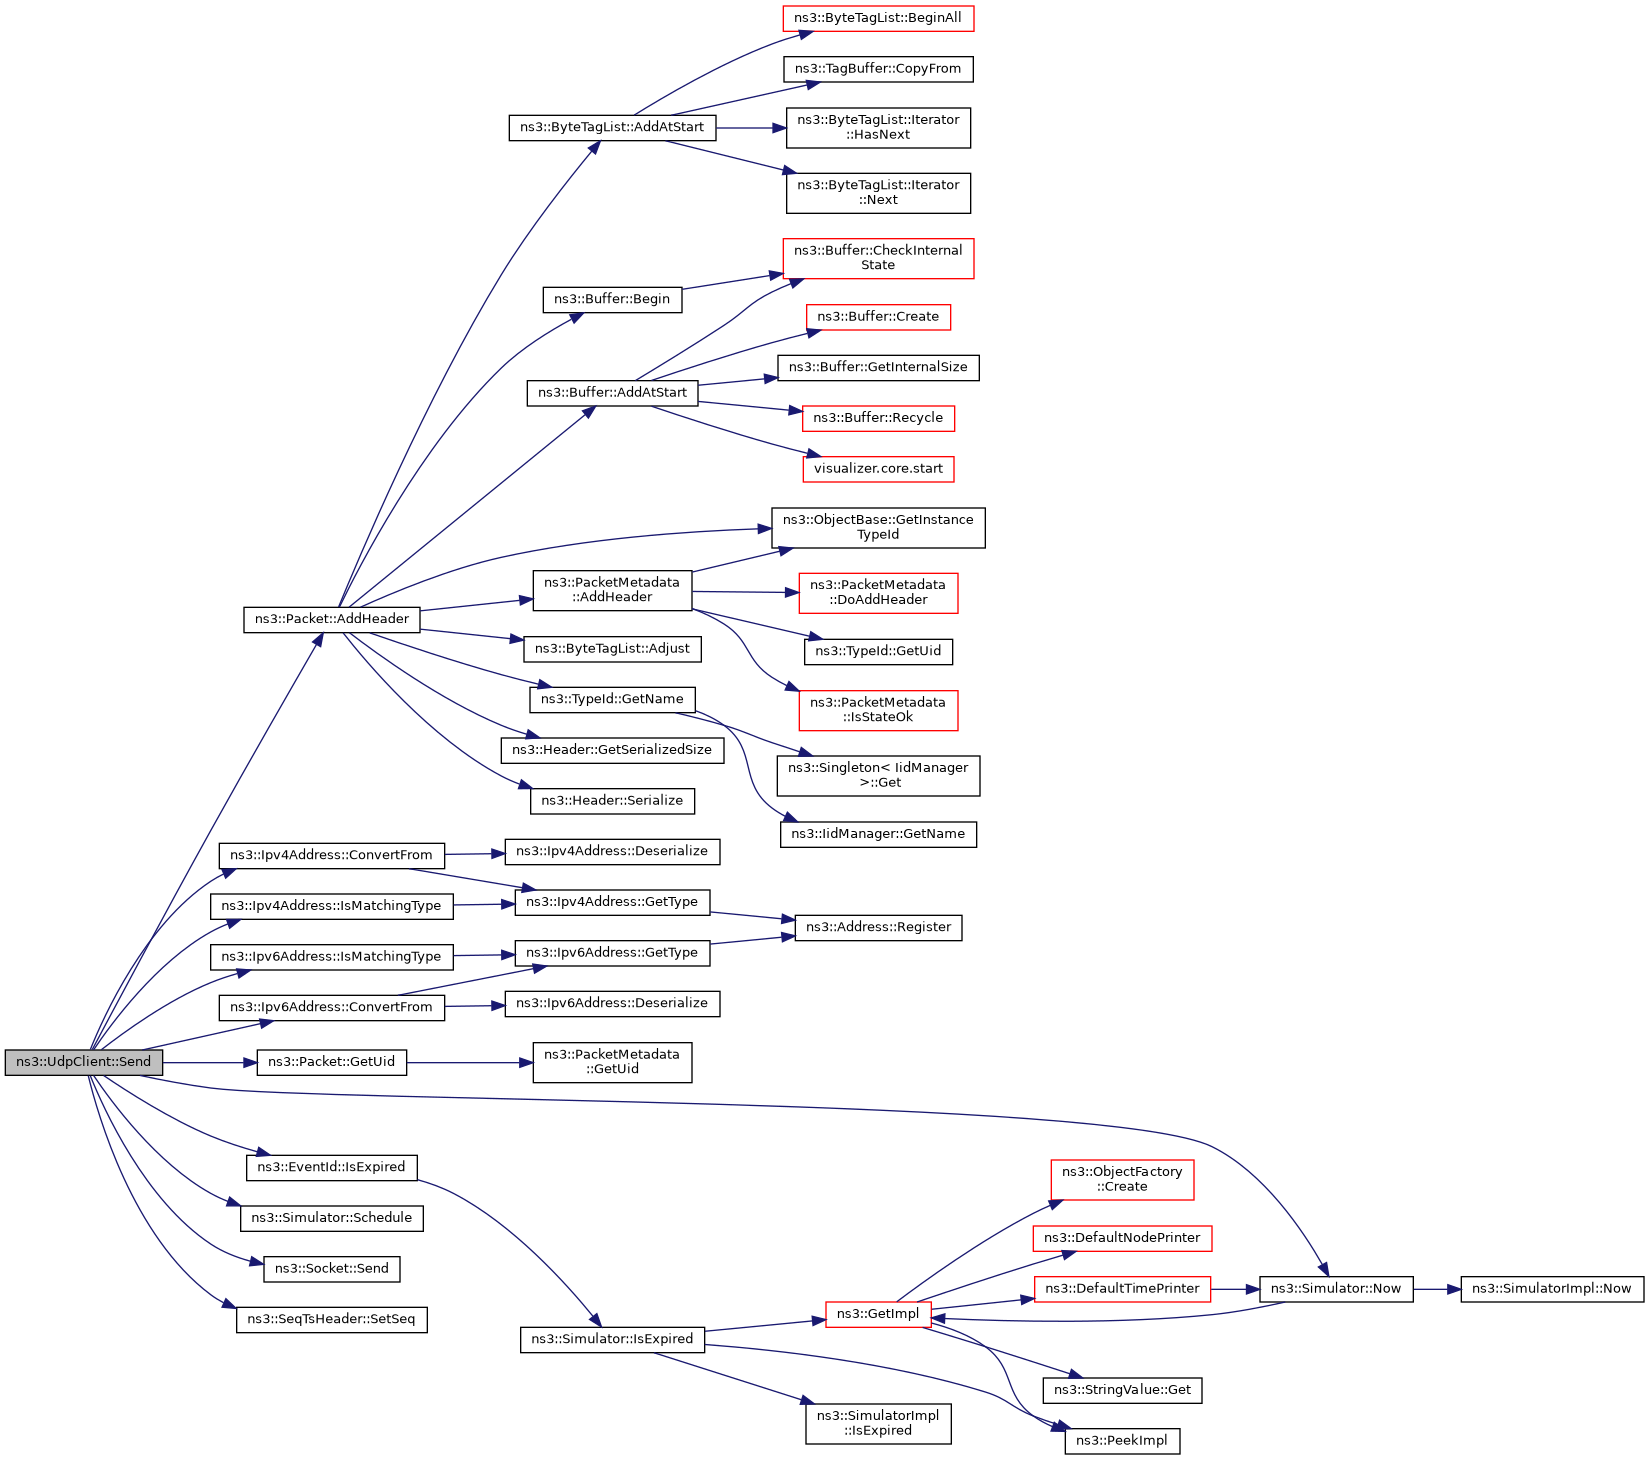 ns3::ByteTagList::BeginAll
ns3::TagBuffer::CopyFrom
ns3::ByteTagList::AddAtStart
ns3::ByteTagList::Iterator
::HasNext
ns3::ByteTagList::Iterator
::Next
ns3::Buffer::CheckInternal
State
ns3::Buffer::Begin
ns3::Buffer::Create
ns3::Buffer::GetInternalSize
ns3::Buffer::AddAtStart
ns3::Buffer::Recycle
visualizer.core.start
ns3::ObjectBase::GetInstance
TypeId
ns3::PacketMetadata
::AddHeader
ns3::PacketMetadata
::DoAddHeader
ns3::Packet::AddHeader
ns3::ByteTagList::Adjust
ns3::TypeId::GetUid
ns3::TypeId::GetName
ns3::PacketMetadata
::IsStateOk
ns3::Header::GetSerializedSize
ns3::Singleton< IidManager
>::Get
ns3::Header::Serialize
ns3::IidManager::GetName
ns3::Ipv4Address::ConvertFrom
ns3::Ipv4Address::Deserialize
ns3::Ipv4Address::IsMatchingType
ns3::Ipv4Address::GetType
ns3::Address::Register
ns3::Ipv6Address::IsMatchingType
ns3::Ipv6Address::GetType
ns3::Ipv6Address::ConvertFrom
ns3::Ipv6Address::Deserialize
ns3::UdpClient::Send
ns3::Packet::GetUid
ns3::PacketMetadata
::GetUid
ns3::EventId::IsExpired
ns3::ObjectFactory
::Create
ns3::Simulator::Schedule
ns3::DefaultNodePrinter
ns3::Socket::Send
ns3::DefaultTimePrinter
ns3::Simulator::Now
ns3::SimulatorImpl::Now
ns3::SeqTsHeader::SetSeq
ns3::GetImpl
ns3::Simulator::IsExpired
ns3::StringValue::Get
ns3::SimulatorImpl
::IsExpired
ns3::PeekImpl